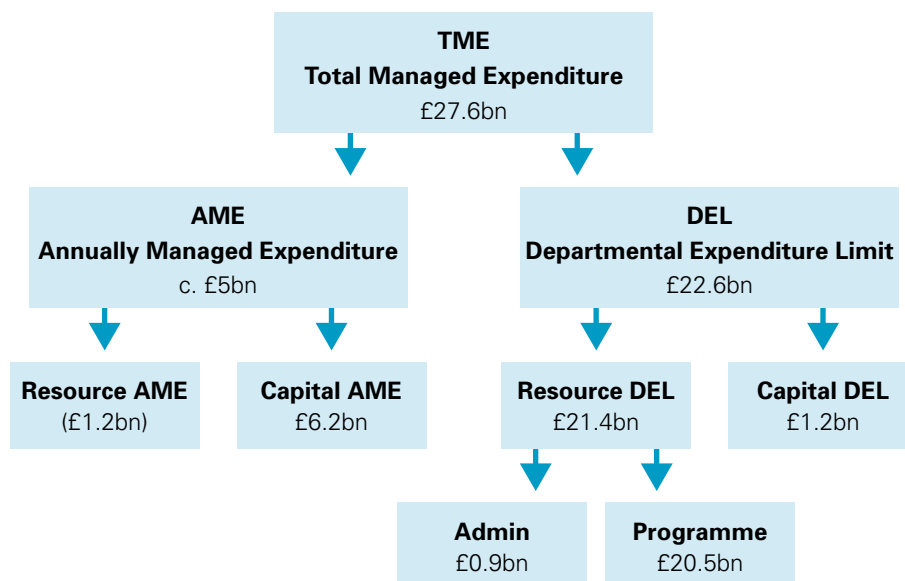 TME
Total Managed Expenditure
£27.6bn
AME
Annually Managed Expenditure
c. £5bn
DEL
Departmental Expenditure Limit
£22.6bn
Resource AME
(£1.2bn)
Capital AME
£6.2bn
Resource DEL
£21.4bn
Capital DEL
£1.2bn
Admin
£0.9bn
Programme
£20.5bn